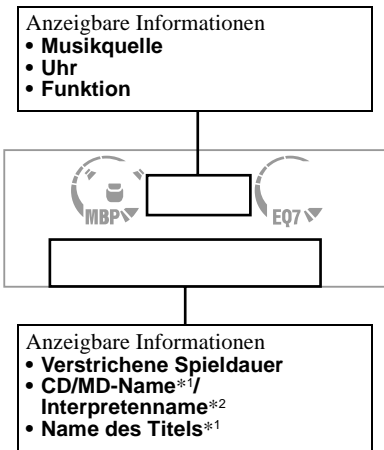 Anzeigbare Informationen
• Musikquelle
• Uhr
• Funktion
MBP
EQ7
Anzeigbare Informationen
• Verstrichene Spieldauer
• CD/MD-Name*1/
Interpretenname*2
• Name des Titels*1